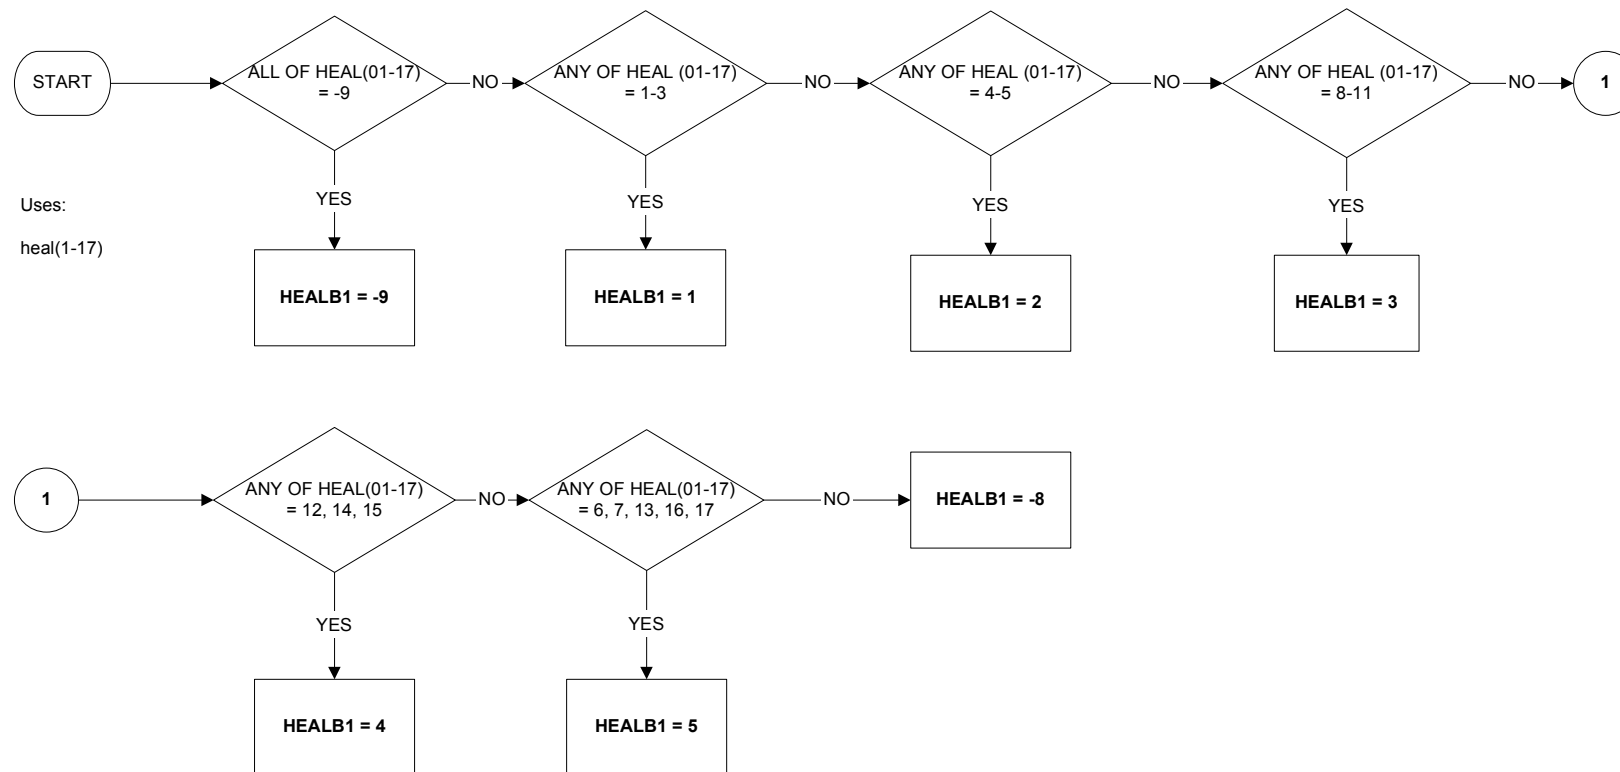 START
ALL OF HEAL(01-17)
= -9
NO
ANY OF HEAL (01-17)
= 1-3
NO
ANY OF HEAL (01-17)
= 4-5
NO
ANY OF HEAL (01-17)
= 8-11
NO
1
YES
YES
YES
YES
Uses:
heal(1-17)
HEALB1 = -9
HEALB1 = 1
HEALB1 = 2
HEALB1 = 3
1
ANY OF HEAL(01-17)
= 12, 14, 15
NO
ANY OF HEAL(01-17)
= 6, 7, 13, 16, 17
NO
HEALB1 = -8
YES
YES
HEALB1 = 4
HEALB1 = 5